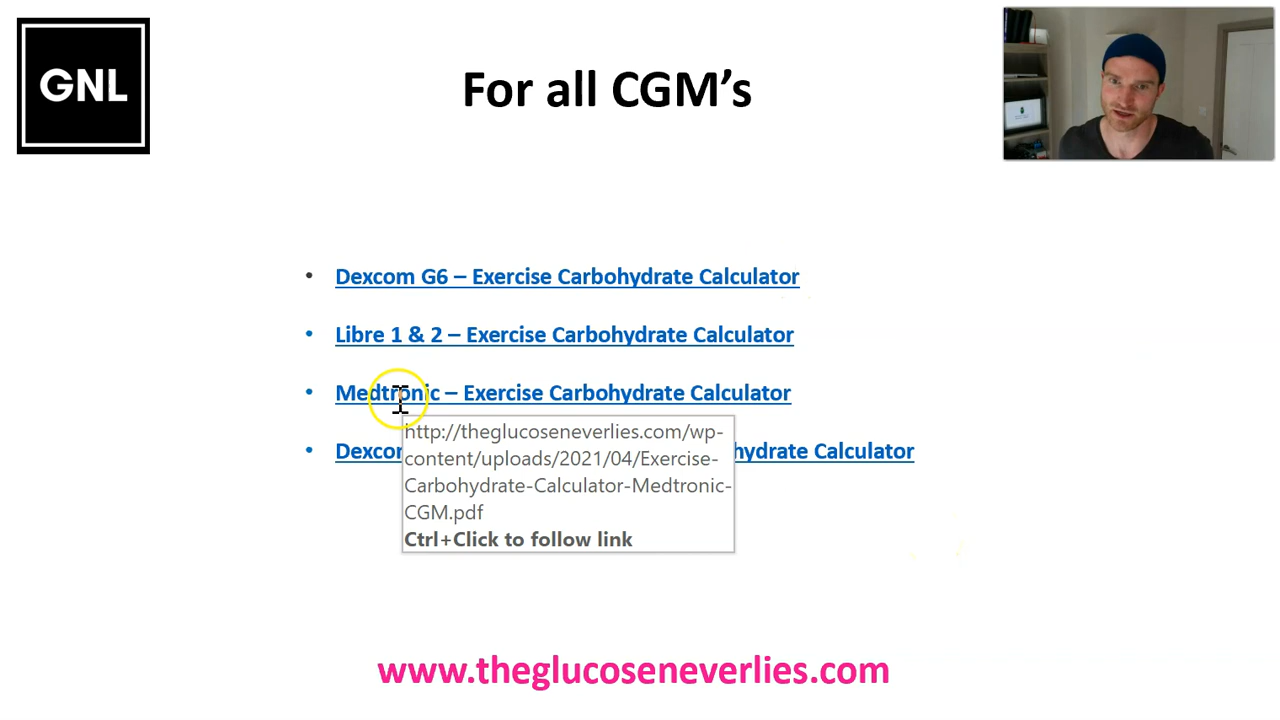 GNL
For all CGM's
• Dexcom G6 – Exercise Carbohydrate Calculator
• Libre 1 & 2 – Exercise Carbohydrate Calculator
• Medtronic – Exercise Carbohydrate Calculator
http://theglucoseneverlies.com/wp-
content/uploads/2021/04/Exercise-
Carbohydrate-Calculator-Medtronic-
CGM.pdf
Ctrl+Click to follow link
• Calculator
www.theglucoseneverlies.com